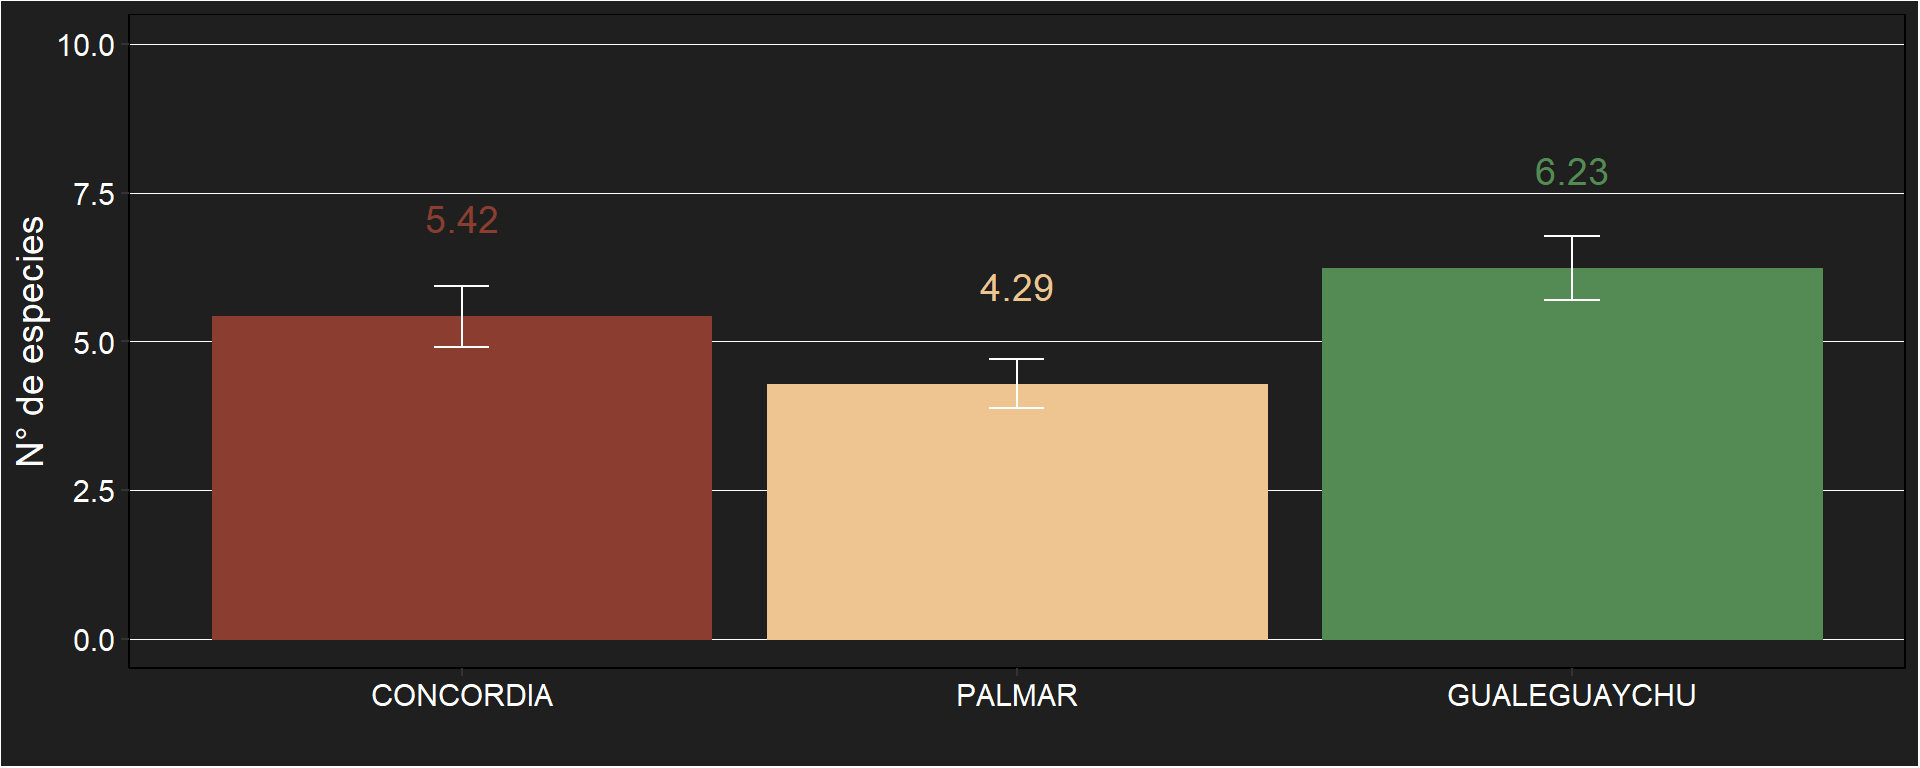 N° de especies
10.0
7.5
5.0
2.5
0.0
5.42
4.29
6.23
CONCORDIA
PALMAR
GUALEGUAYCHU